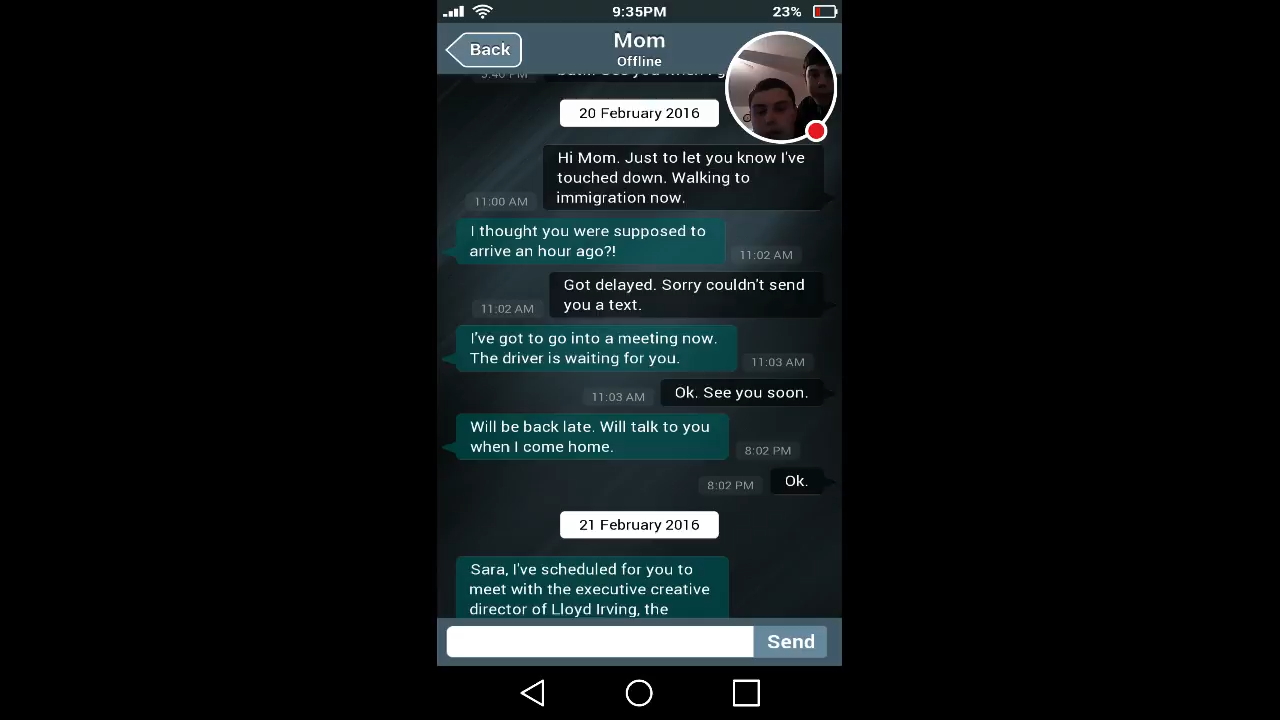 9:35PM
23%
Back
Mom
Offline
3:40 PM
20 February 2016
Hi Mom. Just to let you know I've
touched down. Walking to
immigration now.
11:00 AM
I thought you were supposed to
arrive an hour ago?!
11:02 AM
Got delayed. Sorry couldn't send
you a text.
11:02 AM
I've got to go into a meeting now.
The driver is waiting for you.
11:03 AM
Ok. See you soon.
11:03 AM
Will be back late. Will talk to you
when I come home.
8:02 PM
Ok.
8:02 PM
21 February 2016
Sara, I've scheduled for you to
meet with the executive creative
director of Lloyd Irving, the
Send